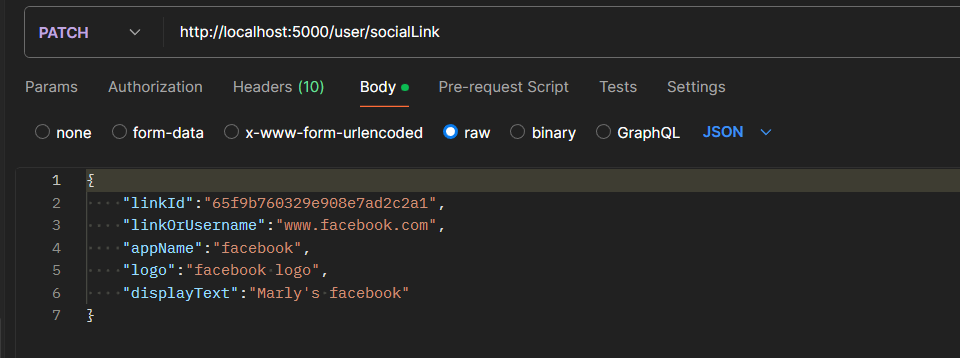 PATCH http://localhost:5000/user/socialLink
Params Authorization Headers (10) Body Pre-request Script Tests Settings
none form-data x-www-form-urlencoded raw binary GraphQL JSON
1 {
2 ····"linkId":"65f9b760329e908e7ad2c2a1",
3 ····"linkOrUsername":"www.facebook.com",
4 ····"appName":"facebook",
5 ····"logo":"facebook·logo",
6 ····"displayText":"Marly's·facebook"
7 }